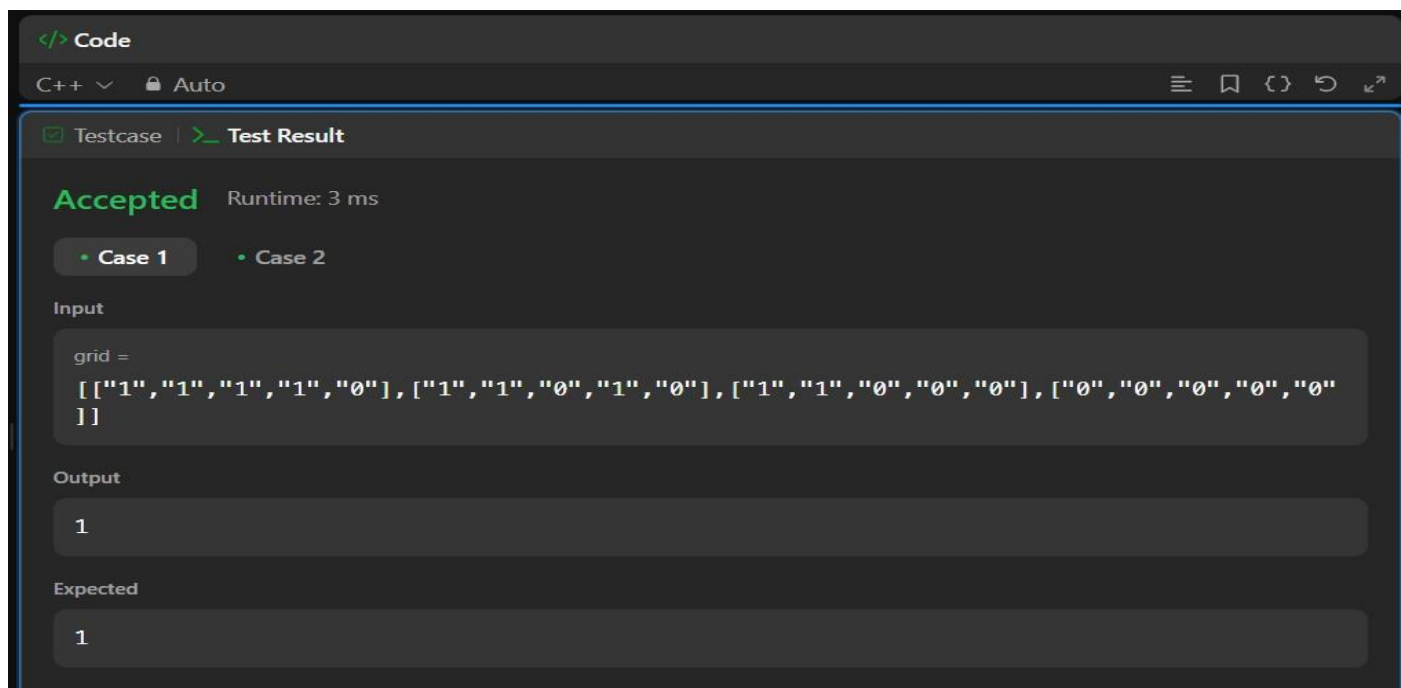 </> Code
C++ Auto
Testcase | >_ Test Result
Accepted Runtime: 3 ms
• Case 1 • Case 2
Input
grid =
[["1","1","1","1","0"],["1","1","0","1","0"],["1","1","0","0","0"],["0","0","0","0","0"
]]
Output
1
Expected
1